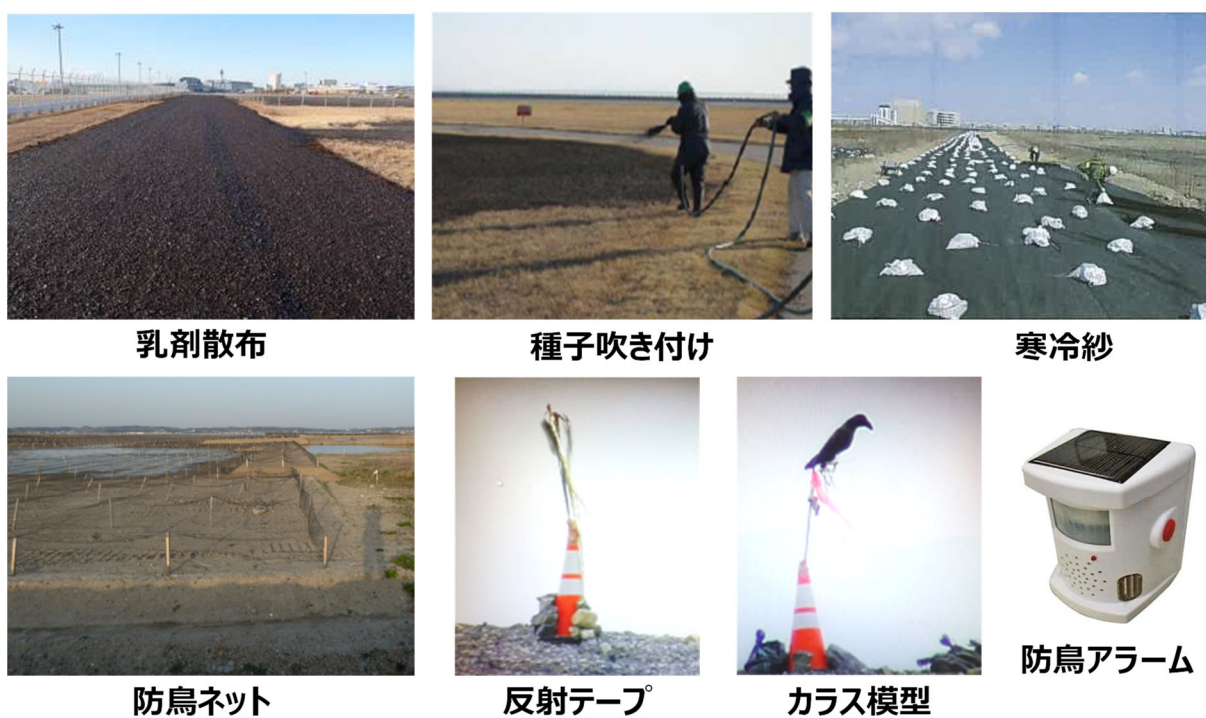 乳剤散布
種子吹き付け
寒冷紗
防鳥ネット
反射テープ
カラス模型
防鳥アラーム